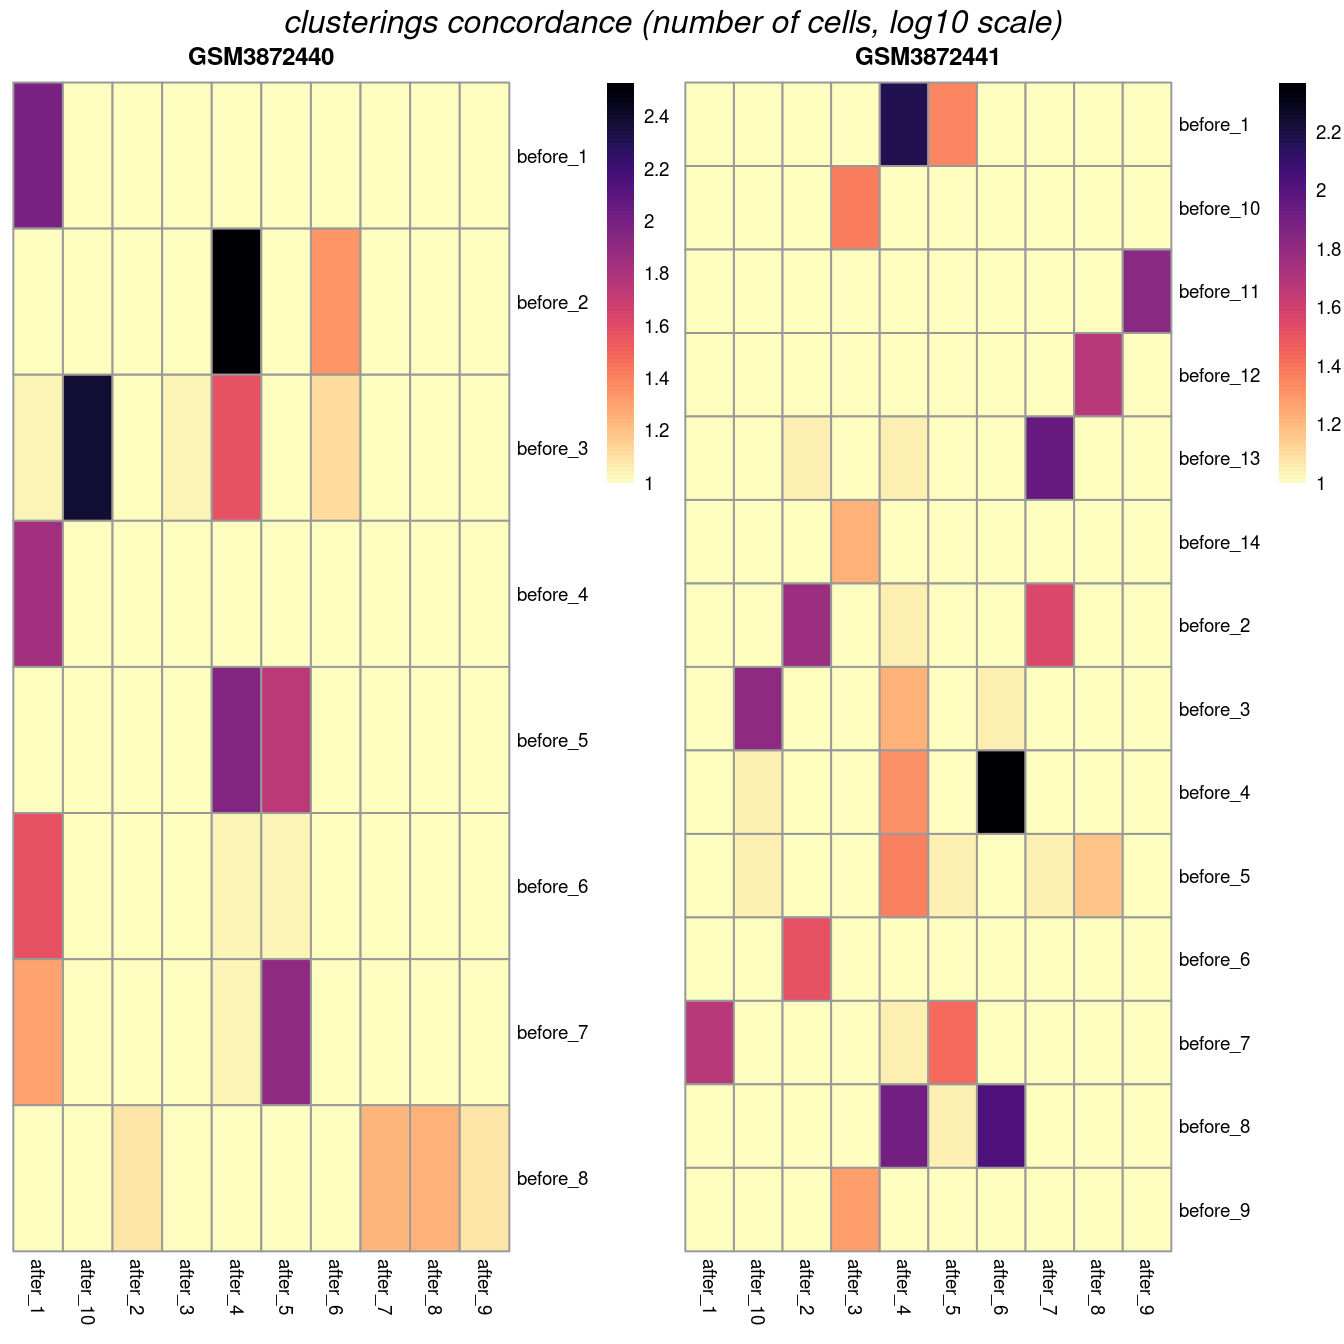 clusterings concordance (number of cells, log10 scale)
GSM3872440
before_1
before_2
before_3
before_4
before_5
before_6
before_7
before_8
after_1
after_10
after_2
after_3
after_4
after_5
after_6
after_7
after_8
after_9
2.4
2.2
2
1.8
1.6
1.4
1.2
1
GSM3872441
before_1
before_10
before_11
before_12
before_13
before_14
before_2
before_3
before_4
before_5
before_6
before_7
before_8
before_9
after_1
after_10
after_2
after_3
after_4
after_5
after_6
after_7
after_8
after_9
2.2
2
1.8
1.6
1.4
1.2
1